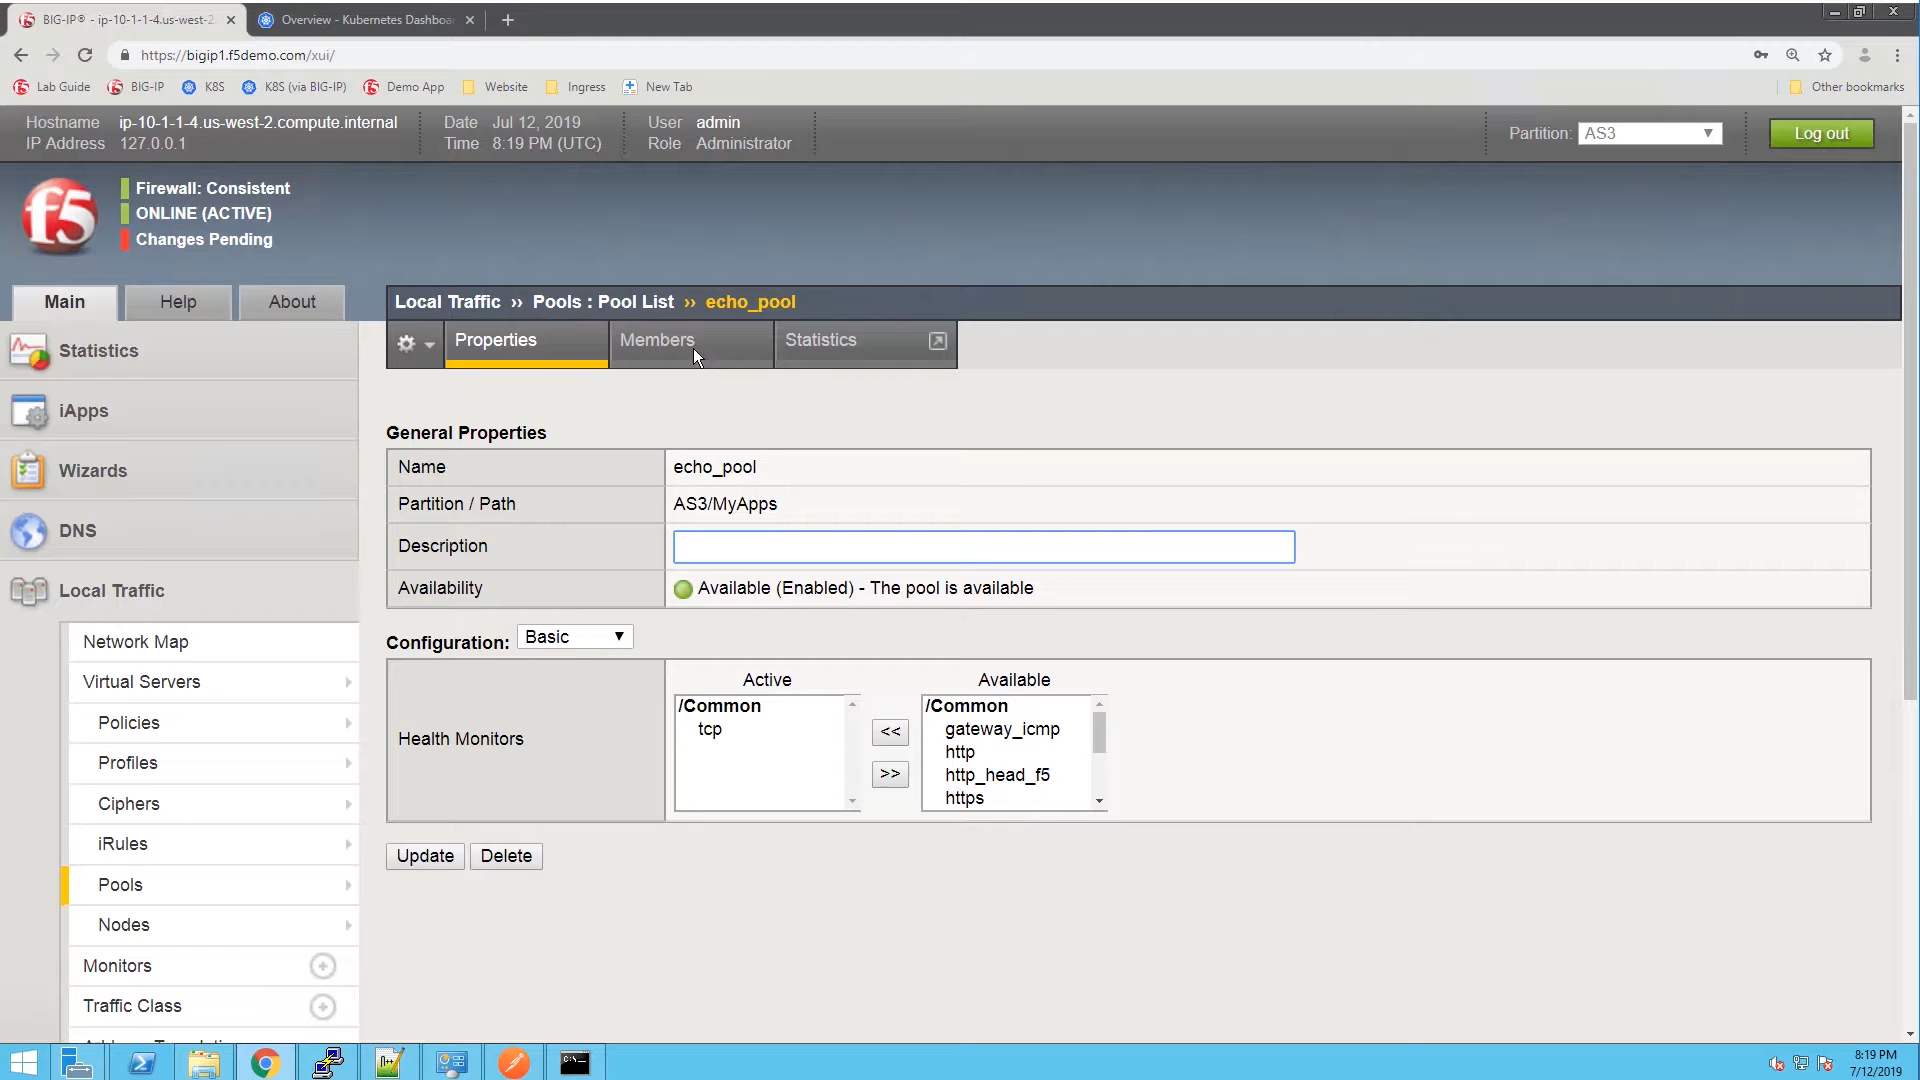 BIG-IP® - ip-10-1-1-4.us-west-2
Overview - Kubernetes Dashboa
https://bigip1.f5demo.com/xui/
Lab Guide BIG-IP K8S K8S (via BIG-IP) Demo App Website Ingress New Tab Other bookmarks
Hostname ip-10-1-1-4.us-west-2.compute.internal Date Jul 12, 2019 User admin
IP Address 127.0.0.1 Time 8:19 PM (UTC) Role Administrator
Partition: AS3 Log out
f5
Firewall: Consistent
ONLINE (ACTIVE)
Changes Pending
Main Help About
Local Traffic ›› Pools : Pool List ›› echo_pool
Properties Members Statistics
Statistics
iApps
Wizards
DNS
Local Traffic
Network Map
Virtual Servers
Policies
Profiles
Ciphers
iRules
Pools
Nodes
Monitors
Traffic Class
General Properties
Name echo_pool
Partition / Path AS3/MyApps
Description
Availability Available (Enabled) - The pool is available
Configuration: Basic
Health Monitors
Active
/Common
tcp
<<
>>
Available
/Common
gateway_icmp
http
http_head_f5
https
Update Delete
8:19 PM
7/12/2019